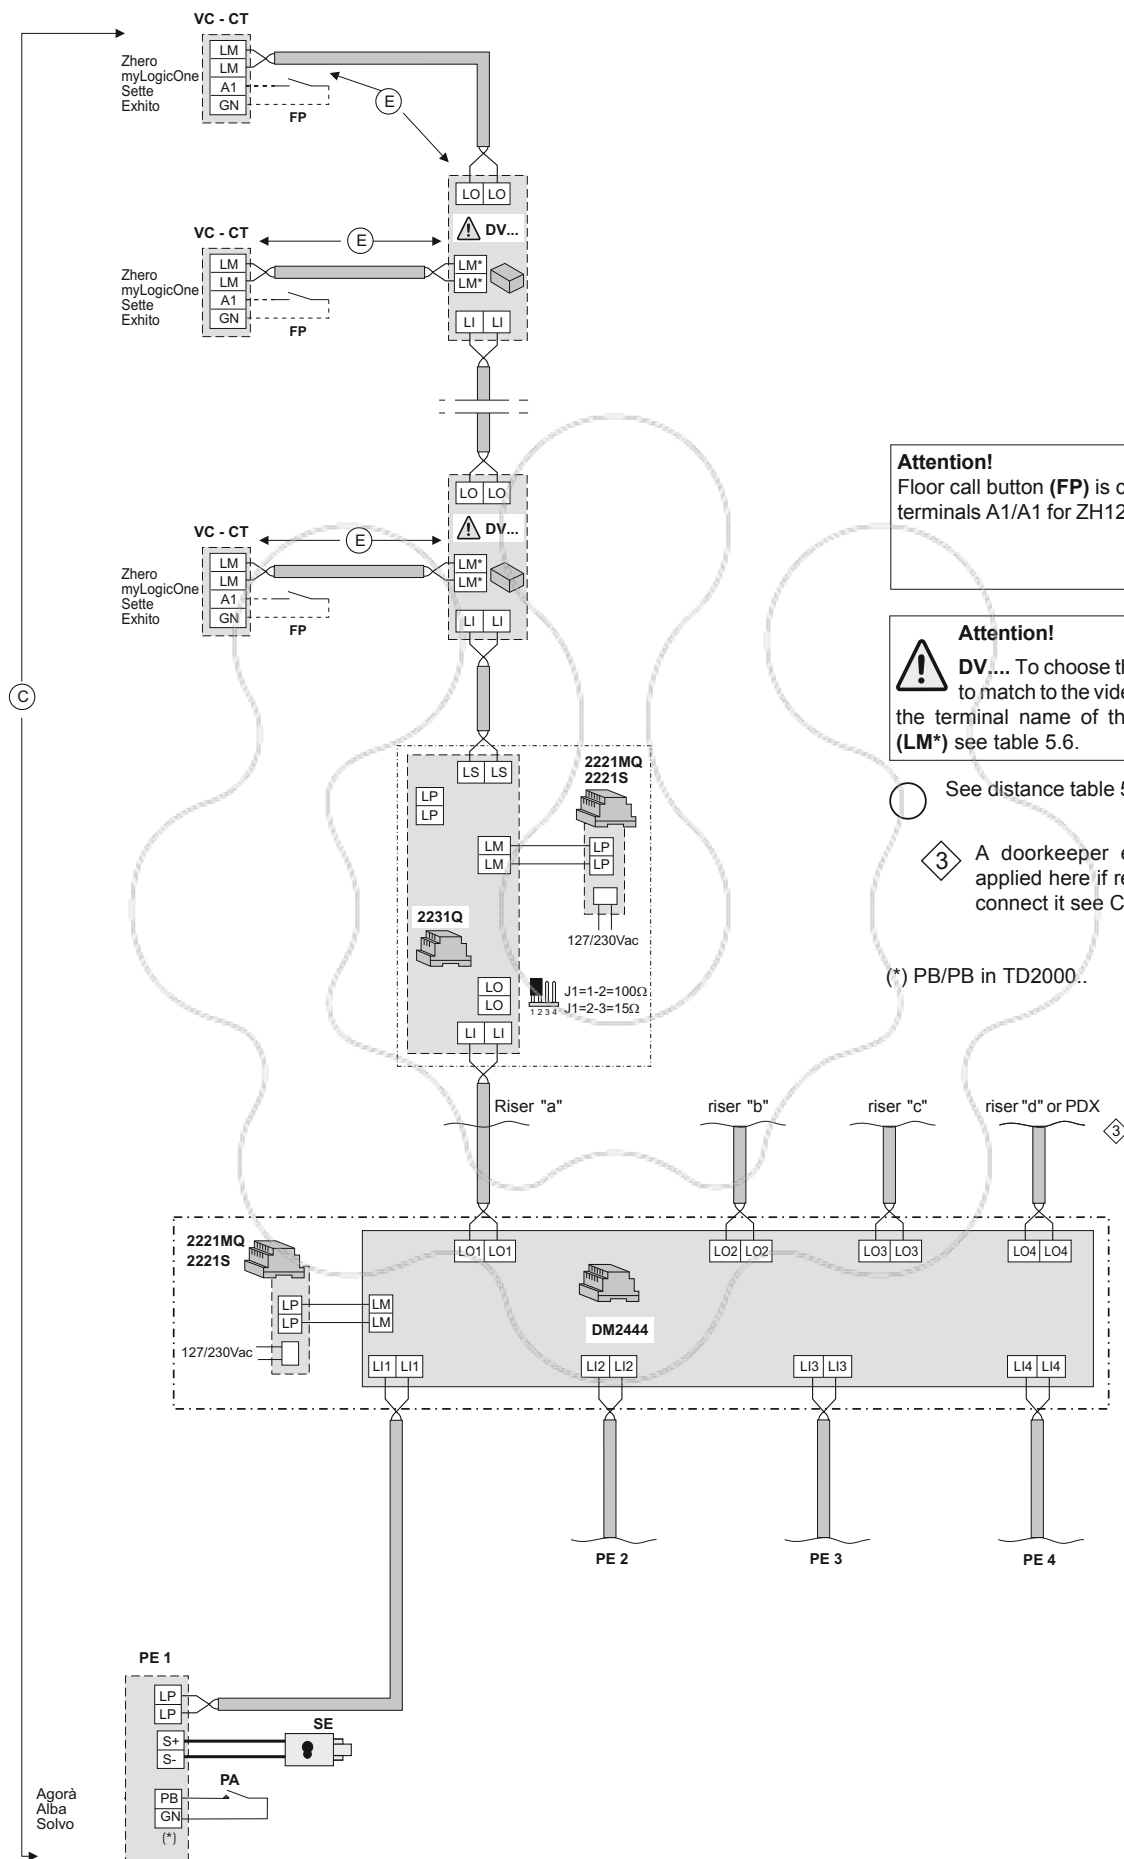 VC - CT
Zhero
myLogicOne
Sette
Exhito
LM
LM
A1
GN
FP
E
LO LO
DV...
VC - CT
Zhero
myLogicOne
Sette
Exhito
LM
LM
A1
GN
FP
E
LM*
LM*
LI LI
LO LO
DV...
VC - CT
Zhero
myLogicOne
Sette
Exhito
LM
LM
A1
GN
FP
E
LM*
LM*
LI LI
C
Attention!
Floor call button (FP) is c
terminals A1/A1 for ZH12
Attention!
DV.... To choose th
to match to the vide
the terminal name of th
(LM*) see table 5.6.
See distance table 5
3 A doorkeeper e
applied here if re
connect it see C
(*) PB/PB in TD2000..
LS LS
LP
LP
LM
LM
2221MQ
2221S
LP
LP
127/230Vac
2231Q
LO
LO
1 2 3 4
J1=1-2=100Ω
J1=2-3=15Ω
LI LI
Riser "a"
riser "b"
riser "c"
riser "d" or PDX
3
2221MQ
2221S
LP
LP
127/230Vac
LM
LM
LO1 LO1
LO2 LO2
LO3 LO3
LO4 LO4
DM2444
LI1 LI1
LI2 LI2
LI3 LI3
LI4 LI4
PE 2
PE 3
PE 4
PE 1
LP
LP
S+
S-
SE
PA
PB
GN
(*)
Agorà
Alba
Solvo